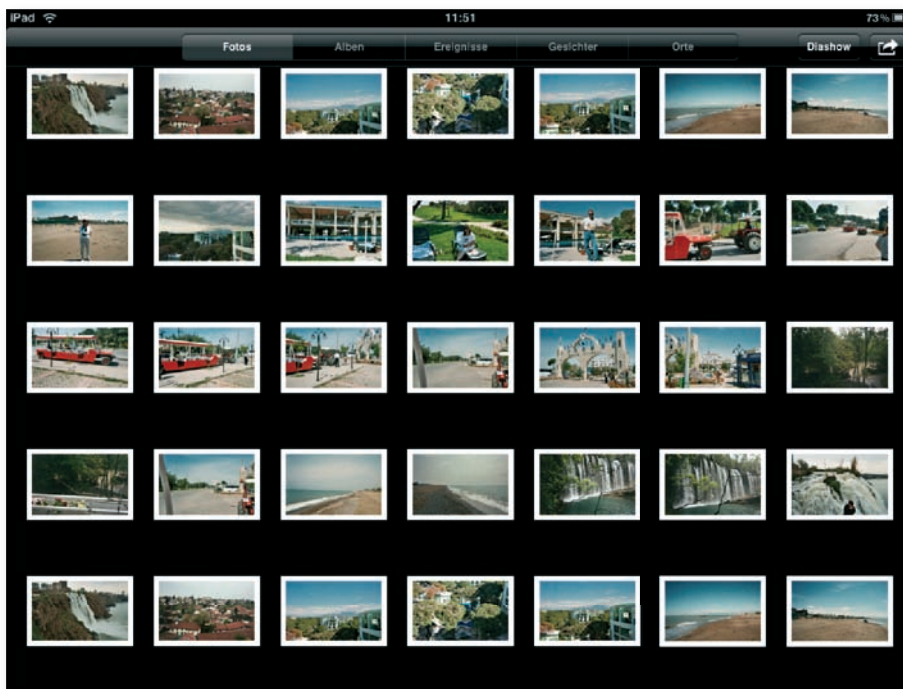 iPad 11:51 73 %
Fotos Alben Ereignisse Gesichter Orte Diashow